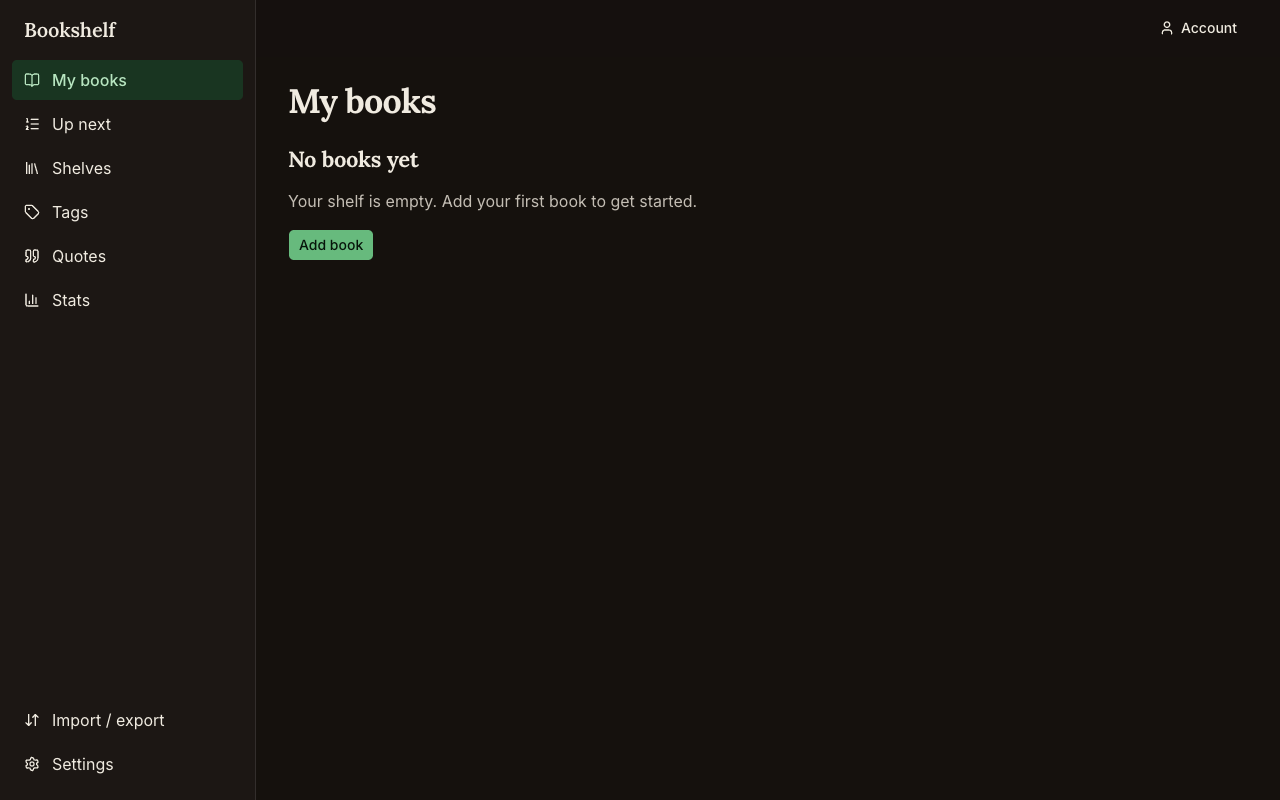 Bookshelf
My books
Up next
Shelves
Tags
Quotes
Stats
Import / export
Settings
Account
My books
No books yet
Your shelf is empty. Add your first book to get started.
Add book